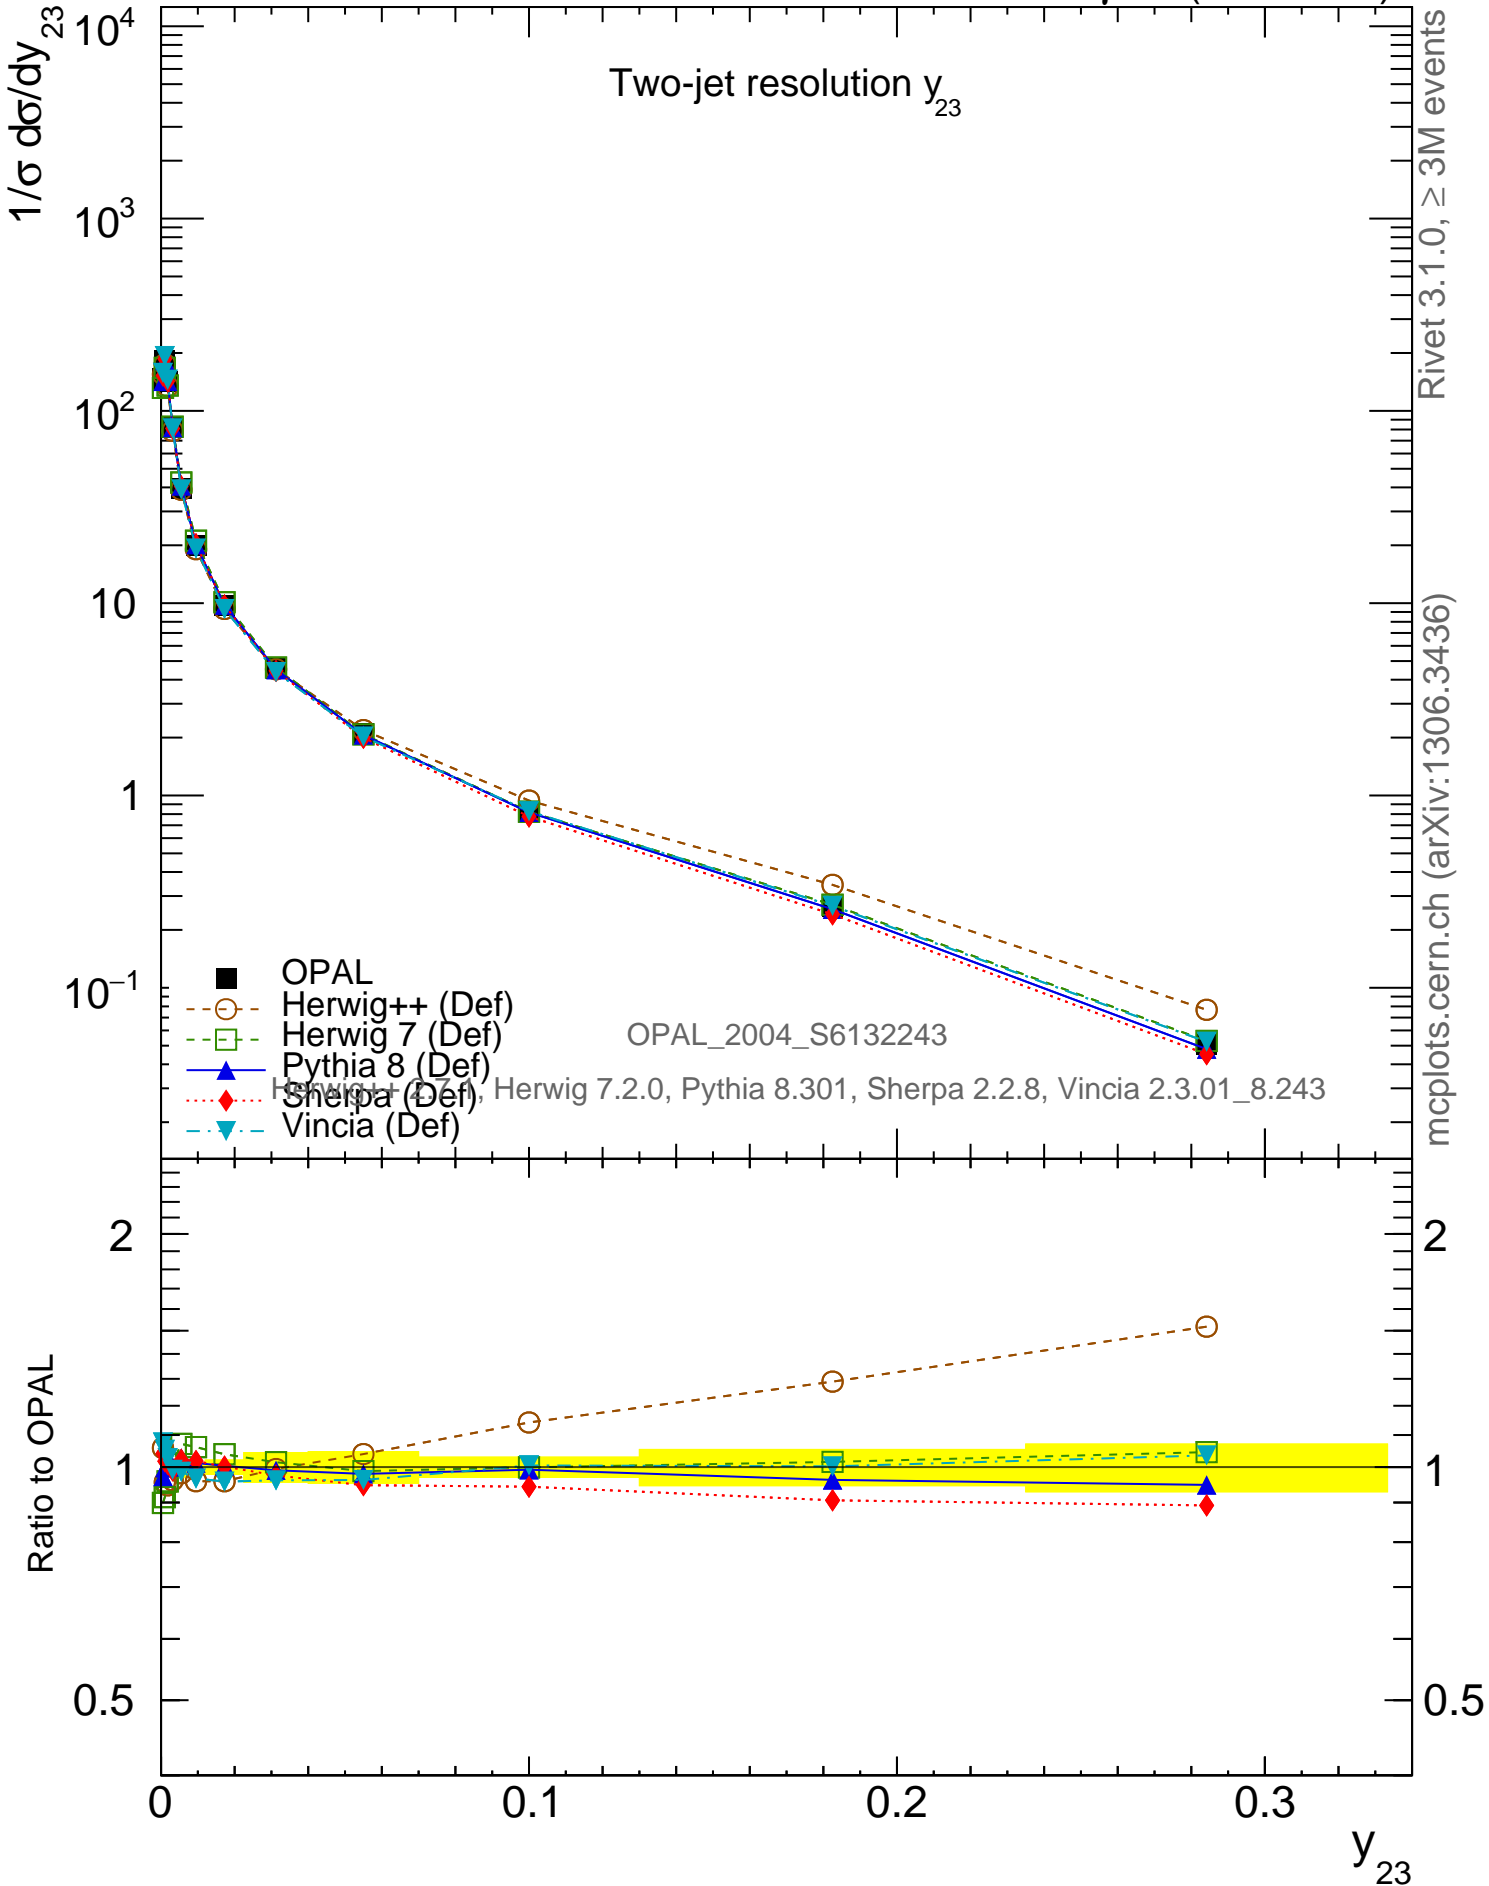 Two-jet resolution y23
1/σ dσ/dy23
10^4
10^3
10^2
10
1
10^−1
OPAL
Herwig++ (Def)
Herwig 7 (Def)
Pythia 8 (Def)
Sherpa (Def)
Vincia (Def)
OPAL_2004_S6132243
Herwig++ 2.7.1, Herwig 7.2.0, Pythia 8.301, Sherpa 2.2.8, Vincia 2.3.01_8.243
Rivet 3.1.0, ≥ 3M events
mcplots.cern.ch (arXiv:1306.3436)
Ratio to OPAL
2
1
0.5
2
1
0.5
0
0.1
0.2
0.3
y23